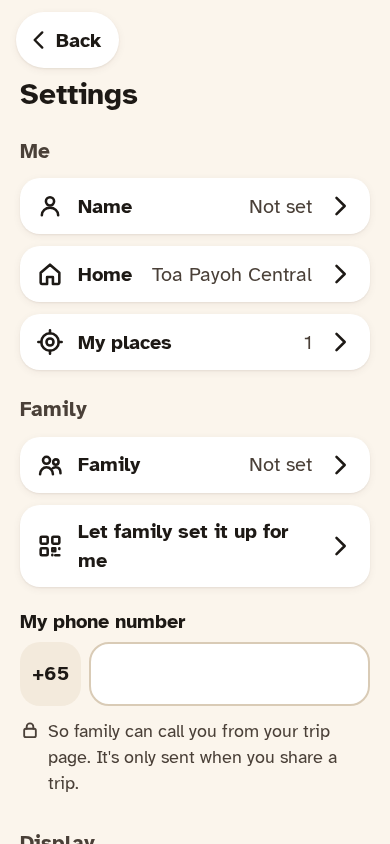 Back
Settings
Me
Name Not set
Home Toa Payoh Central
My places 1
Family
Family Not set
Let family set it up for
me
My phone number
+65
So family can call you from your trip
page. It's only sent when you share a
trip.
Display